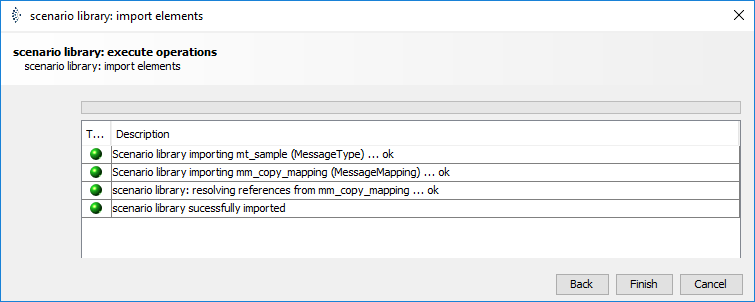 scenario library: import elements
scenario library: execute operations
scenario library: import elements
T... Description
Scenario library importing mt_sample (MessageType) ... ok
Scenario library importing mm_copy_mapping (MessageMapping) ... ok
scenario library: resolving references from mm_copy_mapping ... ok
scenario library sucessfully imported
Back Finish Cancel